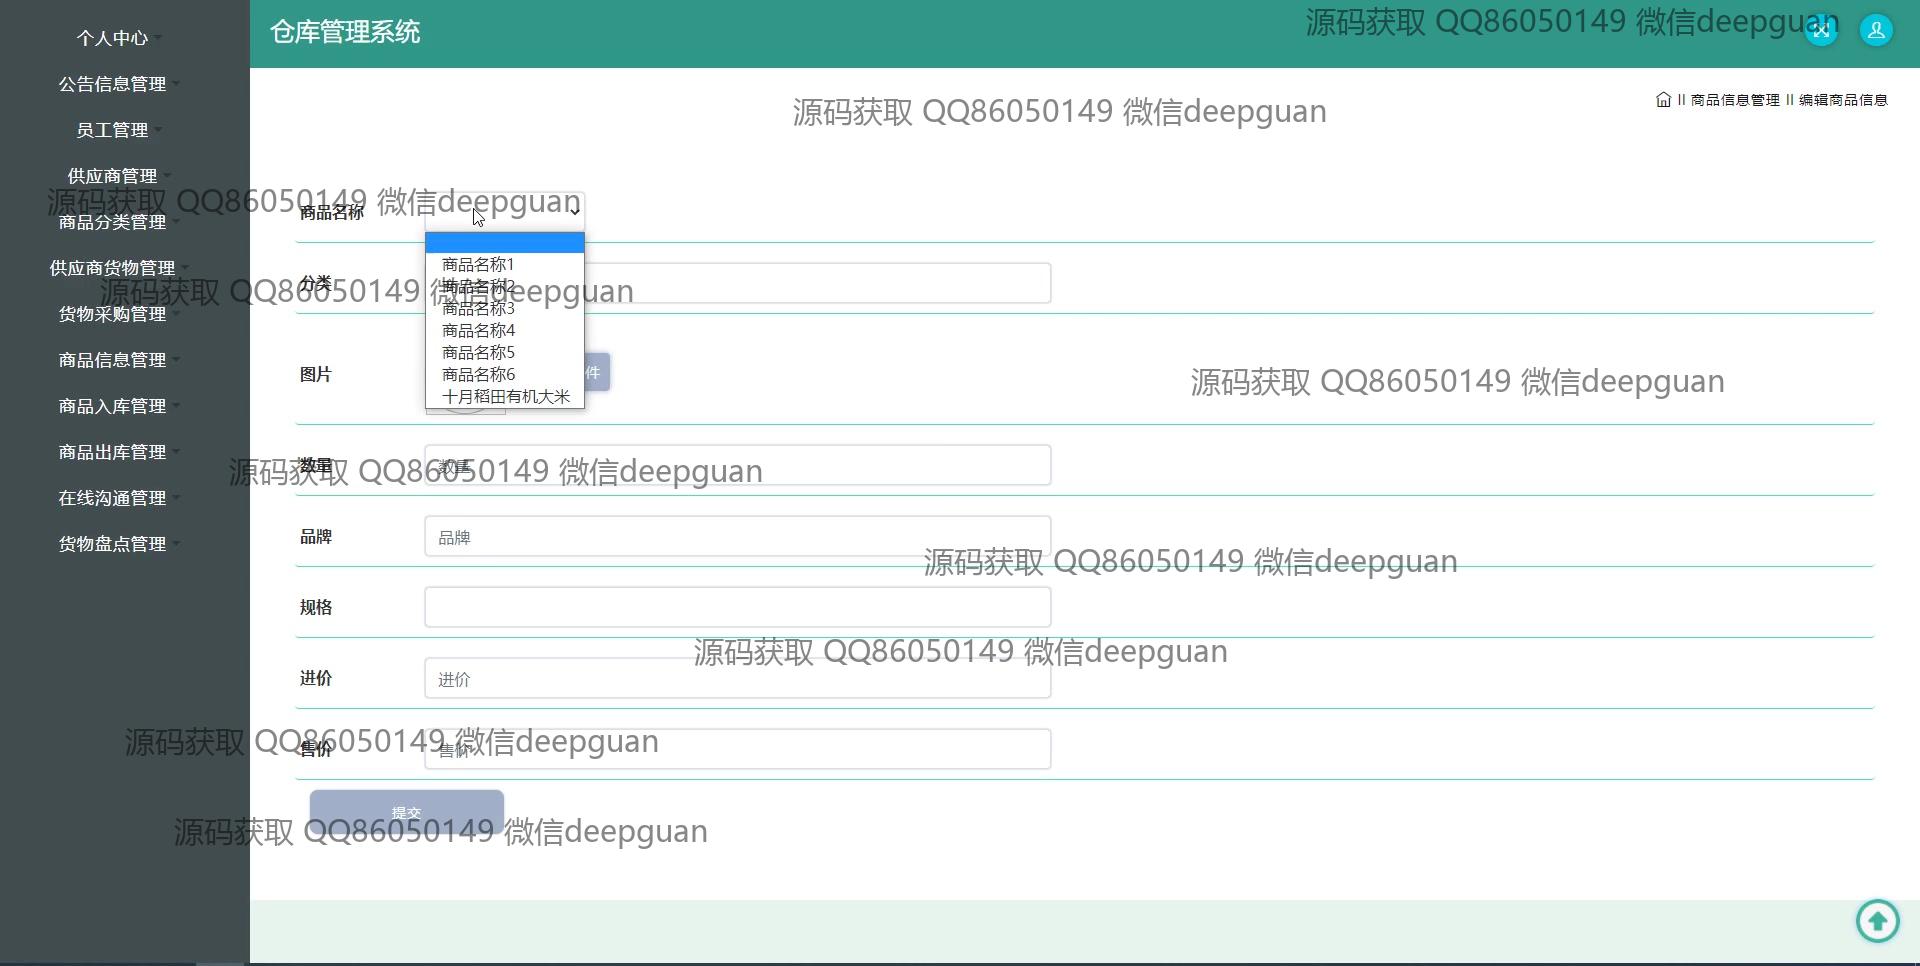 仓库管理系统
源码获取 QQ86050149 微信deepguan
个人中心
公告信息管理
员工管理
供应商管理
商品分类管理
供应商货物管理
货物采购管理
商品信息管理
商品入库管理
商品出库管理
在线沟通管理
货物盘点管理
源码获取 QQ86050149 微信deepguan
II 商品信息管理 II 编辑商品信息
源码获取 QQ86050149 微信deepguan
商品名称
商品名称1
商品名称2
商品名称3
商品名称4
商品名称5
商品名称6
十月稻田有机大米
分类
源码获取 QQ86050149 微信deepguan
图片
件
源码获取 QQ86050149 微信deepguan
数量
数量
源码获取 QQ86050149 微信deepguan
品牌
品牌
源码获取 QQ86050149 微信deepguan
规格
源码获取 QQ86050149 微信deepguan
进价
进价
售价
售价
源码获取 QQ86050149 微信deepguan
提交
源码获取 QQ86050149 微信deepguan